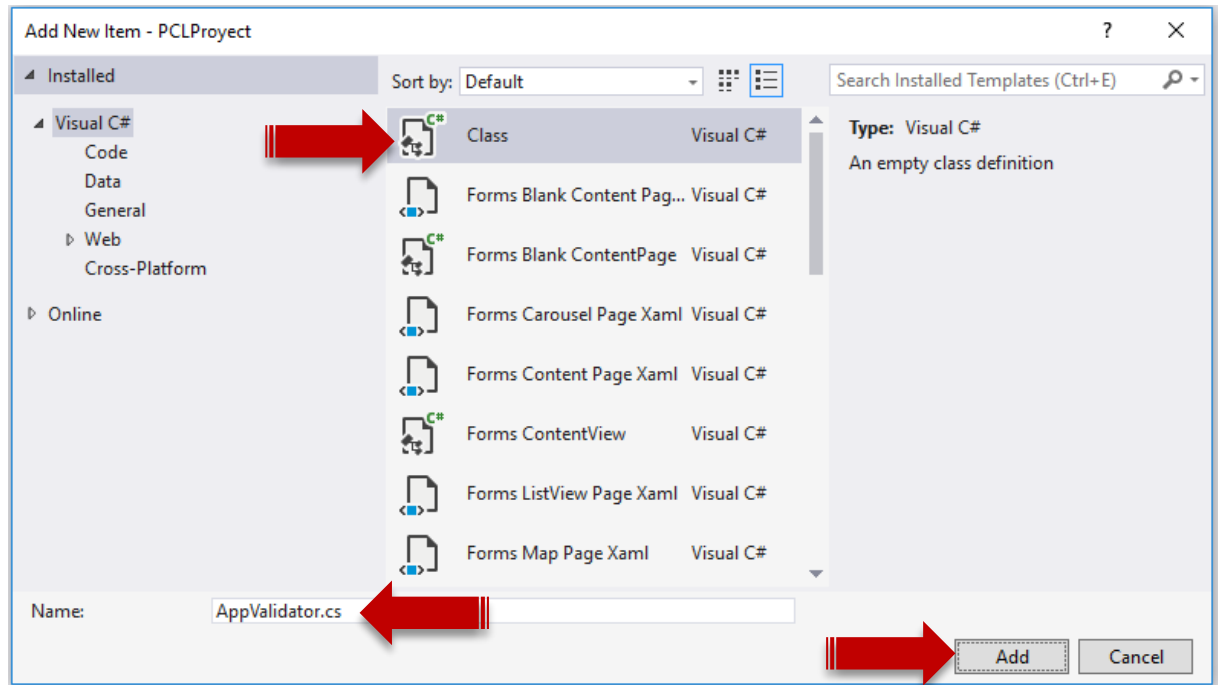 Add New Item - PCLProyect
?
Installed
Sort by: Default
Search Installed Templates (Ctrl+E)
Visual C#
Code
Data
General
Web
Cross-Platform
Online
C#
Class Visual C#
Forms Blank Content Pag... Visual C#
C#
Forms Blank ContentPage Visual C#
Forms Carousel Page Xaml Visual C#
Forms Content Page Xaml Visual C#
C#
Forms ContentView Visual C#
Forms ListView Page Xaml Visual C#
Forms Map Page Xaml Visual C#
Type: Visual C#
An empty class definition
Name: AppValidator.cs
Add Cancel